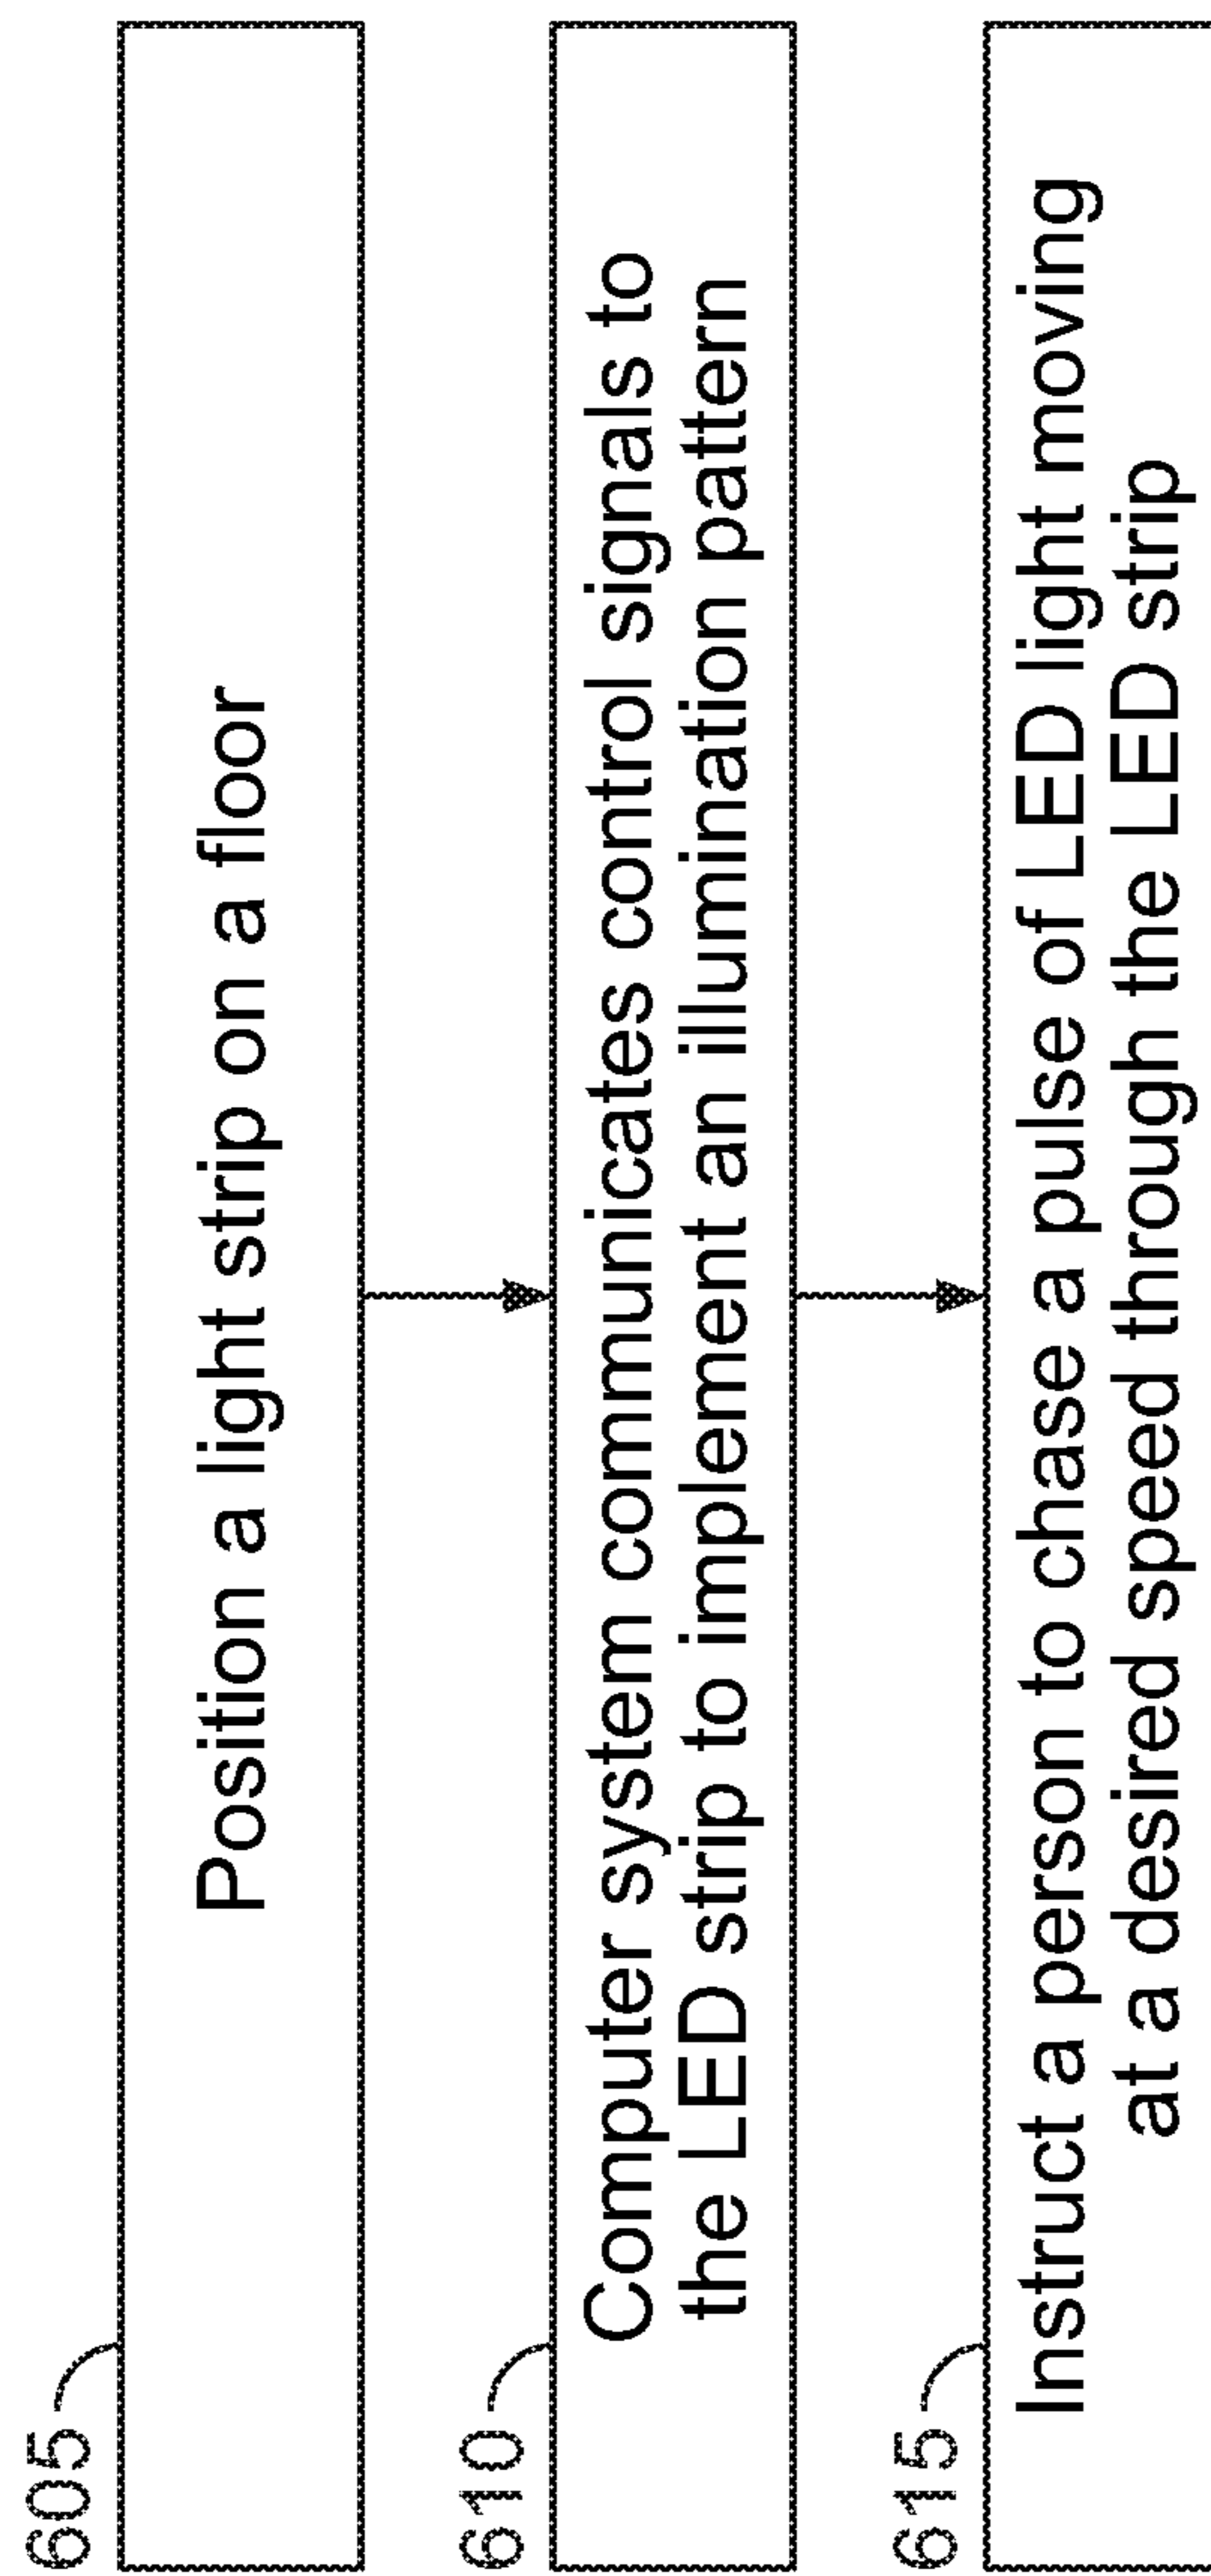 605
Position a light strip on a floor
610
Computer system communicates control signals to
the LED strip to implement an illumination pattern
615
Instruct a person to chase a pulse of LED light moving
at a desired speed through the LED strip